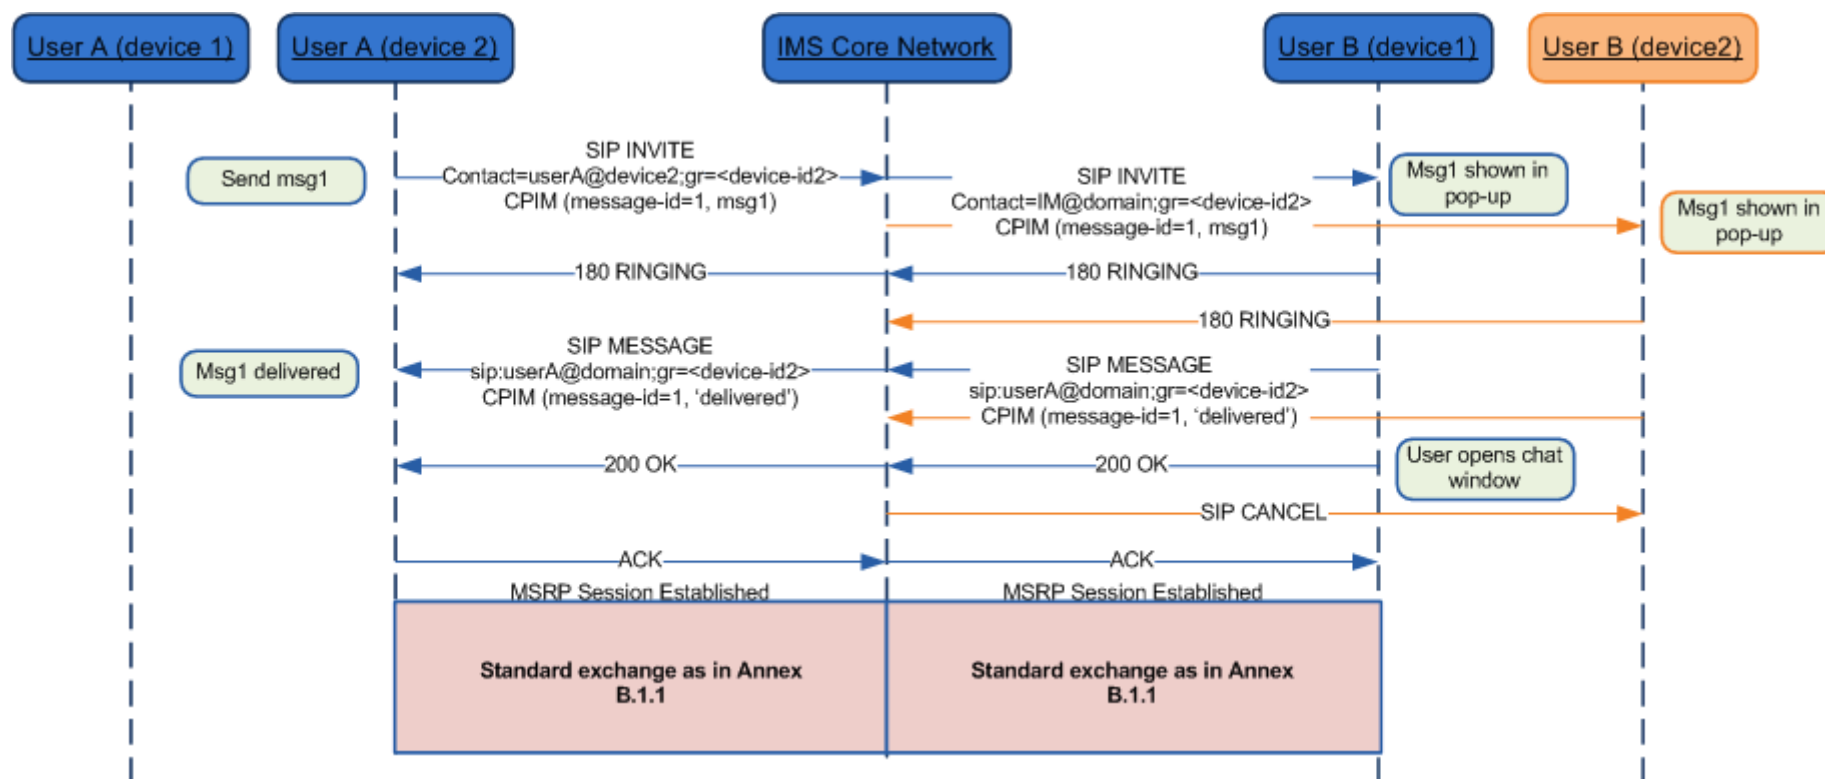 User A (device 1)
User A (device 2)
IMS Core Network
User B (device1)
User B (device2)
Send msg1
SIP INVITE
Contact=userA@device2;gr=<device-id2>
CPIM (message-id=1, msg1)
SIP INVITE
Contact=IM@domain;gr=<device-id2>
CPIM (message-id=1, msg1)
Msg1 shown in
pop-up
Msg1 shown in
pop-up
180 RINGING
180 RINGING
180 RINGING
Msg1 delivered
SIP MESSAGE
sip:userA@domain;gr=<device-id2>
CPIM (message-id=1, ‘delivered’)
SIP MESSAGE
sip:userA@domain;gr=<device-id2>
CPIM (message-id=1, ‘delivered’)
200 OK
200 OK
User opens chat
window
SIP CANCEL
ACK
ACK
MSRP Session Established
MSRP Session Established
Standard exchange as in Annex
B.1.1
Standard exchange as in Annex
B.1.1